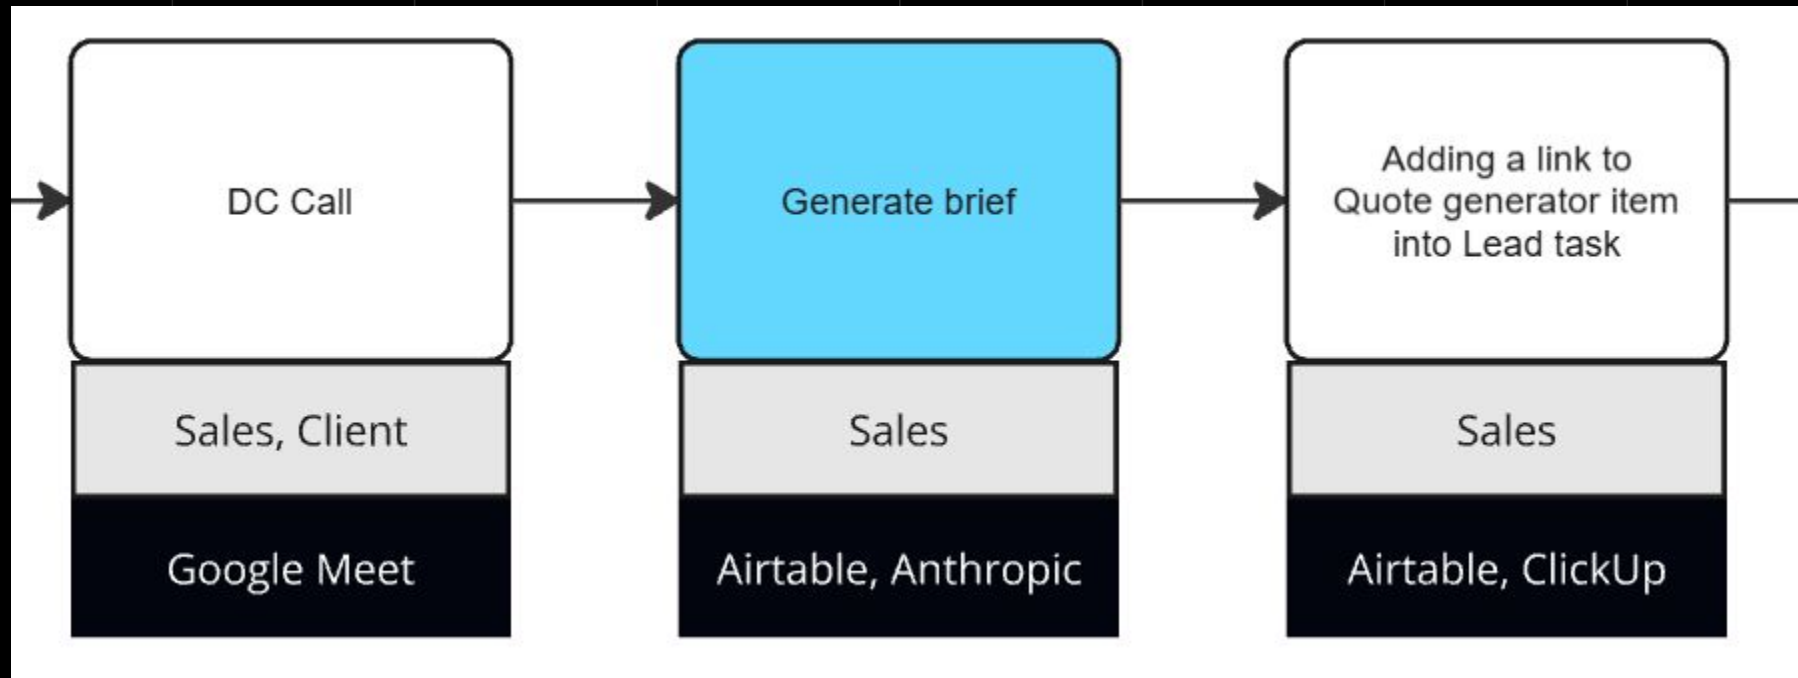 DC Call
Sales, Client
Google Meet
Generate brief
Sales
Airtable, Anthropic
Adding a link to
Quote generator item
into Lead task
Sales
Airtable, ClickUp